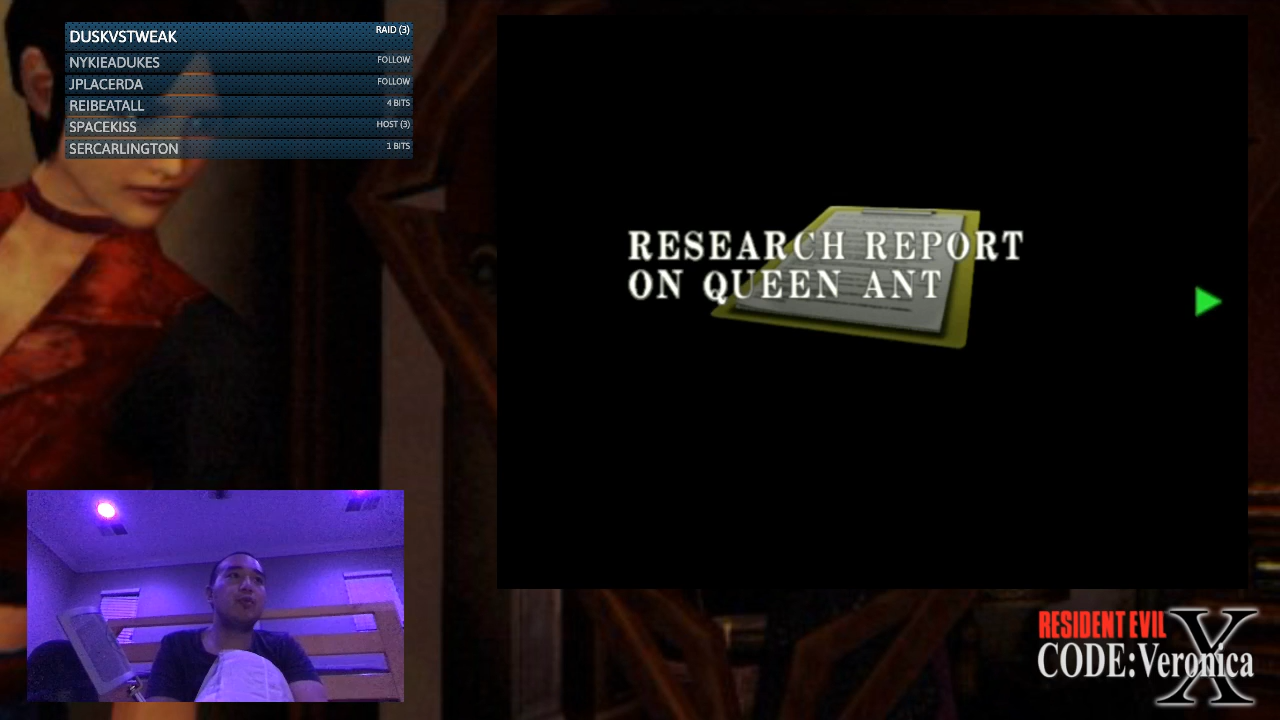 DUSKVSTWEAK RAID (3)
NYKIEADUKES FOLLOW
JPLACERDA FOLLOW
REIBEATALL 4 BITS
SPACEKISS HOST (3)
SERCARLINGTON 1 BITS
RESEARCH REPORT
ON QUEEN ANT
RESIDENT EVIL
CODE:Veronica
X